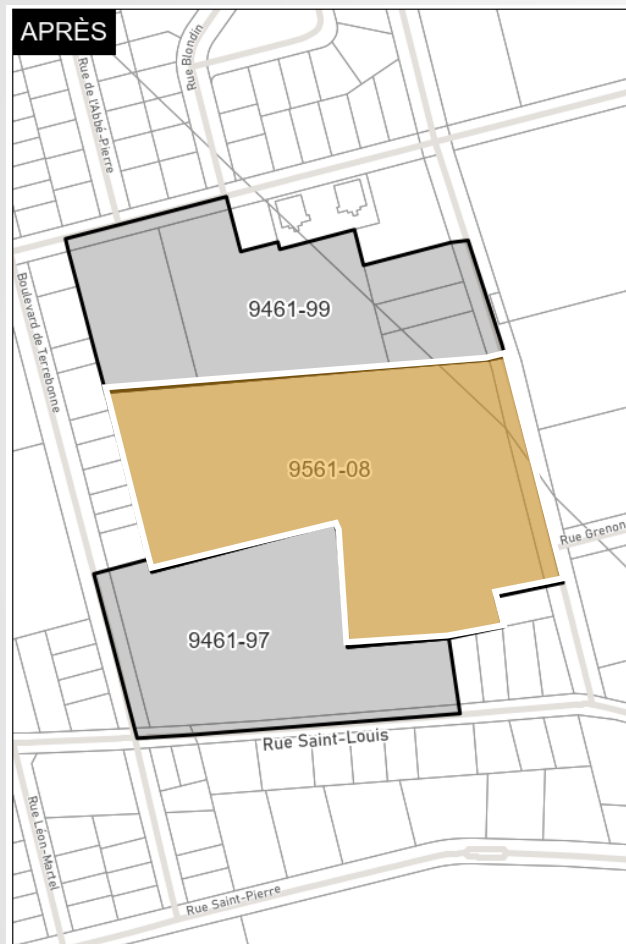 APRÈS
Rue Blondin
Rue de l'Abbé-Pierre
Boulevard de Terrebonne
9461-99
9561-08
Rue Grenon
9461-97
Rue Saint-Louis
Rue Léon-Martel
Rue Saint-Pierre